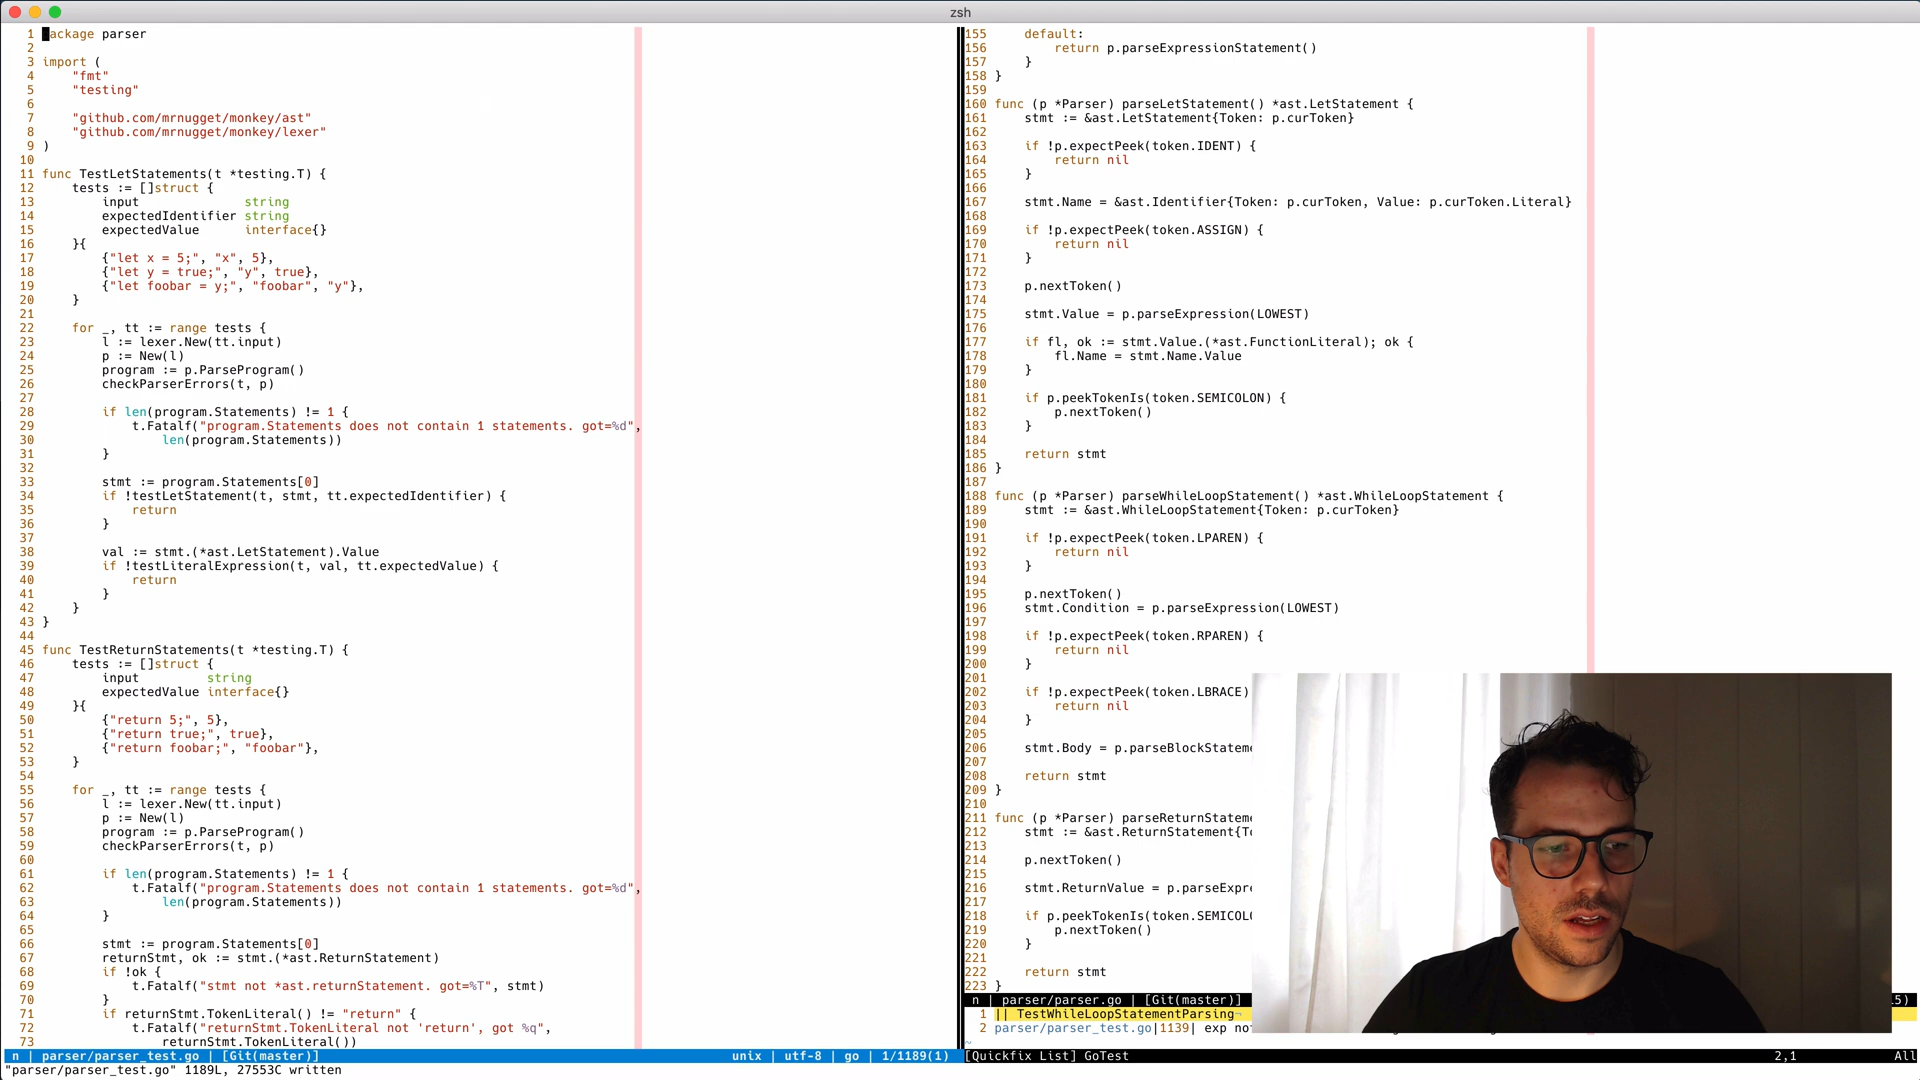 zsh
1 ackage parser
2
3 import (
4 "fmt"
5 "testing"
6
7 "github.com/mrnugget/monkey/ast"
8 "github.com/mrnugget/monkey/lexer"
9 )
10
11 func TestLetStatements(t *testing.T) {
12 tests := []struct {
13 input string
14 expectedIdentifier string
15 expectedValue interface{}
16 }{
17 {"let x = 5;", "x", 5},
18 {"let y = true;", "y", true},
19 {"let foobar = y;", "foobar", "y"},
20 }
21
22 for _, tt := range tests {
23 l := lexer.New(tt.input)
24 p := New(l)
25 program := p.ParseProgram()
26 checkParserErrors(t, p)
27
28 if len(program.Statements) != 1 {
29 t.Fatalf("program.Statements does not contain 1 statements. got=%d",
30 len(program.Statements))
31 }
32
33 stmt := program.Statements[0]
34 if !testLetStatement(t, stmt, tt.expectedIdentifier) {
35 return
36 }
37
38 val := stmt.(*ast.LetStatement).Value
39 if !testLiteralExpression(t, val, tt.expectedValue) {
40 return
41 }
42 }
43 }
44
45 func TestReturnStatements(t *testing.T) {
46 tests := []struct {
47 input string
48 expectedValue interface{}
49 }{
50 {"return 5;", 5},
51 {"return true;", true},
52 {"return foobar;", "foobar"},
53 }
54
55 for _, tt := range tests {
56 l := lexer.New(tt.input)
57 p := New(l)
58 program := p.ParseProgram()
59 checkParserErrors(t, p)
60
61 if len(program.Statements) != 1 {
62 t.Fatalf("program.Statements does not contain 1 statements. got=%d",
63 len(program.Statements))
64 }
65
66 stmt := program.Statements[0]
67 returnStmt, ok := stmt.(*ast.ReturnStatement)
68 if !ok {
69 t.Fatalf("stmt not *ast.returnStatement. got=%T", stmt)
70 }
71 if returnStmt.TokenLiteral() != "return" {
72 t.Fatalf("returnStmt.TokenLiteral not 'return', got %q",
73 returnStmt.TokenLiteral())
n | parser/parser_test.go | [Git(master)] unix | utf-8 | go | 1/1189(1)
"parser/parser_test.go" 1189L, 27553C written
155 default:
156 return p.parseExpressionStatement()
157 }
158 }
159
160 func (p *Parser) parseLetStatement() *ast.LetStatement {
161 stmt := &ast.LetStatement{Token: p.curToken}
162
163 if !p.expectPeek(token.IDENT) {
164 return nil
165 }
166
167 stmt.Name = &ast.Identifier{Token: p.curToken, Value: p.curToken.Literal}
168
169 if !p.expectPeek(token.ASSIGN) {
170 return nil
171 }
172
173 p.nextToken()
174
175 stmt.Value = p.parseExpression(LOWEST)
176
177 if fl, ok := stmt.Value.(*ast.FunctionLiteral); ok {
178 fl.Name = stmt.Name.Value
179 }
180
181 if p.peekTokenIs(token.SEMICOLON) {
182 p.nextToken()
183 }
184
185 return stmt
186 }
187
188 func (p *Parser) parseWhileLoopStatement() *ast.WhileLoopStatement {
189 stmt := &ast.WhileLoopStatement{Token: p.curToken}
190
191 if !p.expectPeek(token.LPAREN) {
192 return nil
193 }
194
195 p.nextToken()
196 stmt.Condition = p.parseExpression(LOWEST)
197
198 if !p.expectPeek(token.RPAREN) {
199 return nil
200 }
201
202 if !p.expectPeek(token.LBRACE)
203 return nil
204 }
205
206 stmt.Body = p.parseBlockStateme
207
208 return stmt
209 }
210
211 func (p *Parser) parseReturnStateme
212 stmt := &ast.ReturnStatement{To
213
214 p.nextToken()
215
216 stmt.ReturnValue = p.parseExpre
217
218 if p.peekTokenIs(token.SEMICOLO
219 p.nextToken()
220 }
221
222 return stmt
223 }
n | parser/parser.go | [Git(master)] 5)
1 || TestWhileLoopStatementParsing¬
2 parser/parser_test.go|1139| exp no
~
[Quickfix List] GoTest 2,1 All